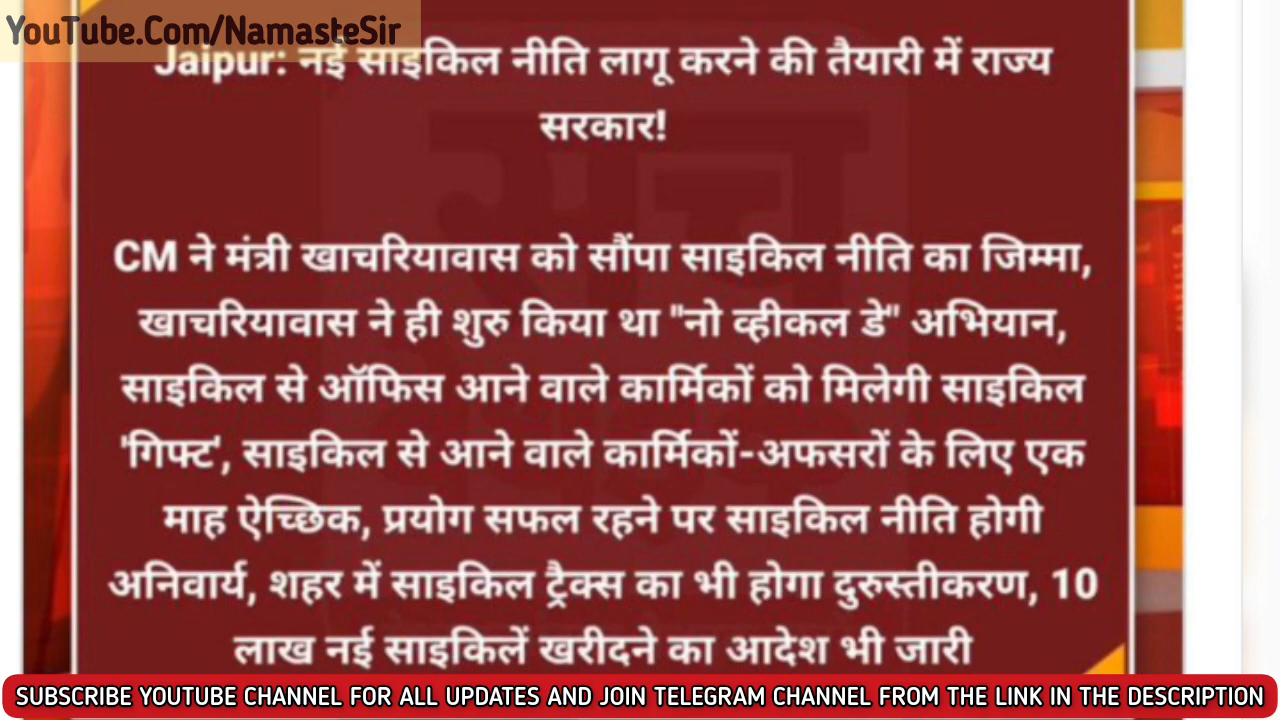 YouTube.Com/NamasteSir
Jaipur: नई साइकिल नीति लागू करने की तैयारी में राज्य
सरकार!
CM ने मंत्री खाचरियावास को सौंपा साइकिल नीति का जिम्मा,
खाचरियावास ने ही शुरु किया था "नो व्हीकल डे" अभियान,
साइकिल से ऑफिस आने वाले कार्मिकों को मिलेगी साइकिल
'गिफ्ट', साइकिल से आने वाले कार्मिकों-अफसरों के लिए एक
माह ऐच्छिक, प्रयोग सफल रहने पर साइकिल नीति होगी
अनिवार्य, शहर में साइकिल ट्रैक्स का भी होगा दुरुस्तीकरण, 10
लाख नई साइकिलें खरीदने का आदेश भी जारी
SUBSCRIBE YOUTUBE CHANNEL FOR ALL UPDATES AND JOIN TELEGRAM CHANNEL FROM THE LINK IN THE DESCRIPTION